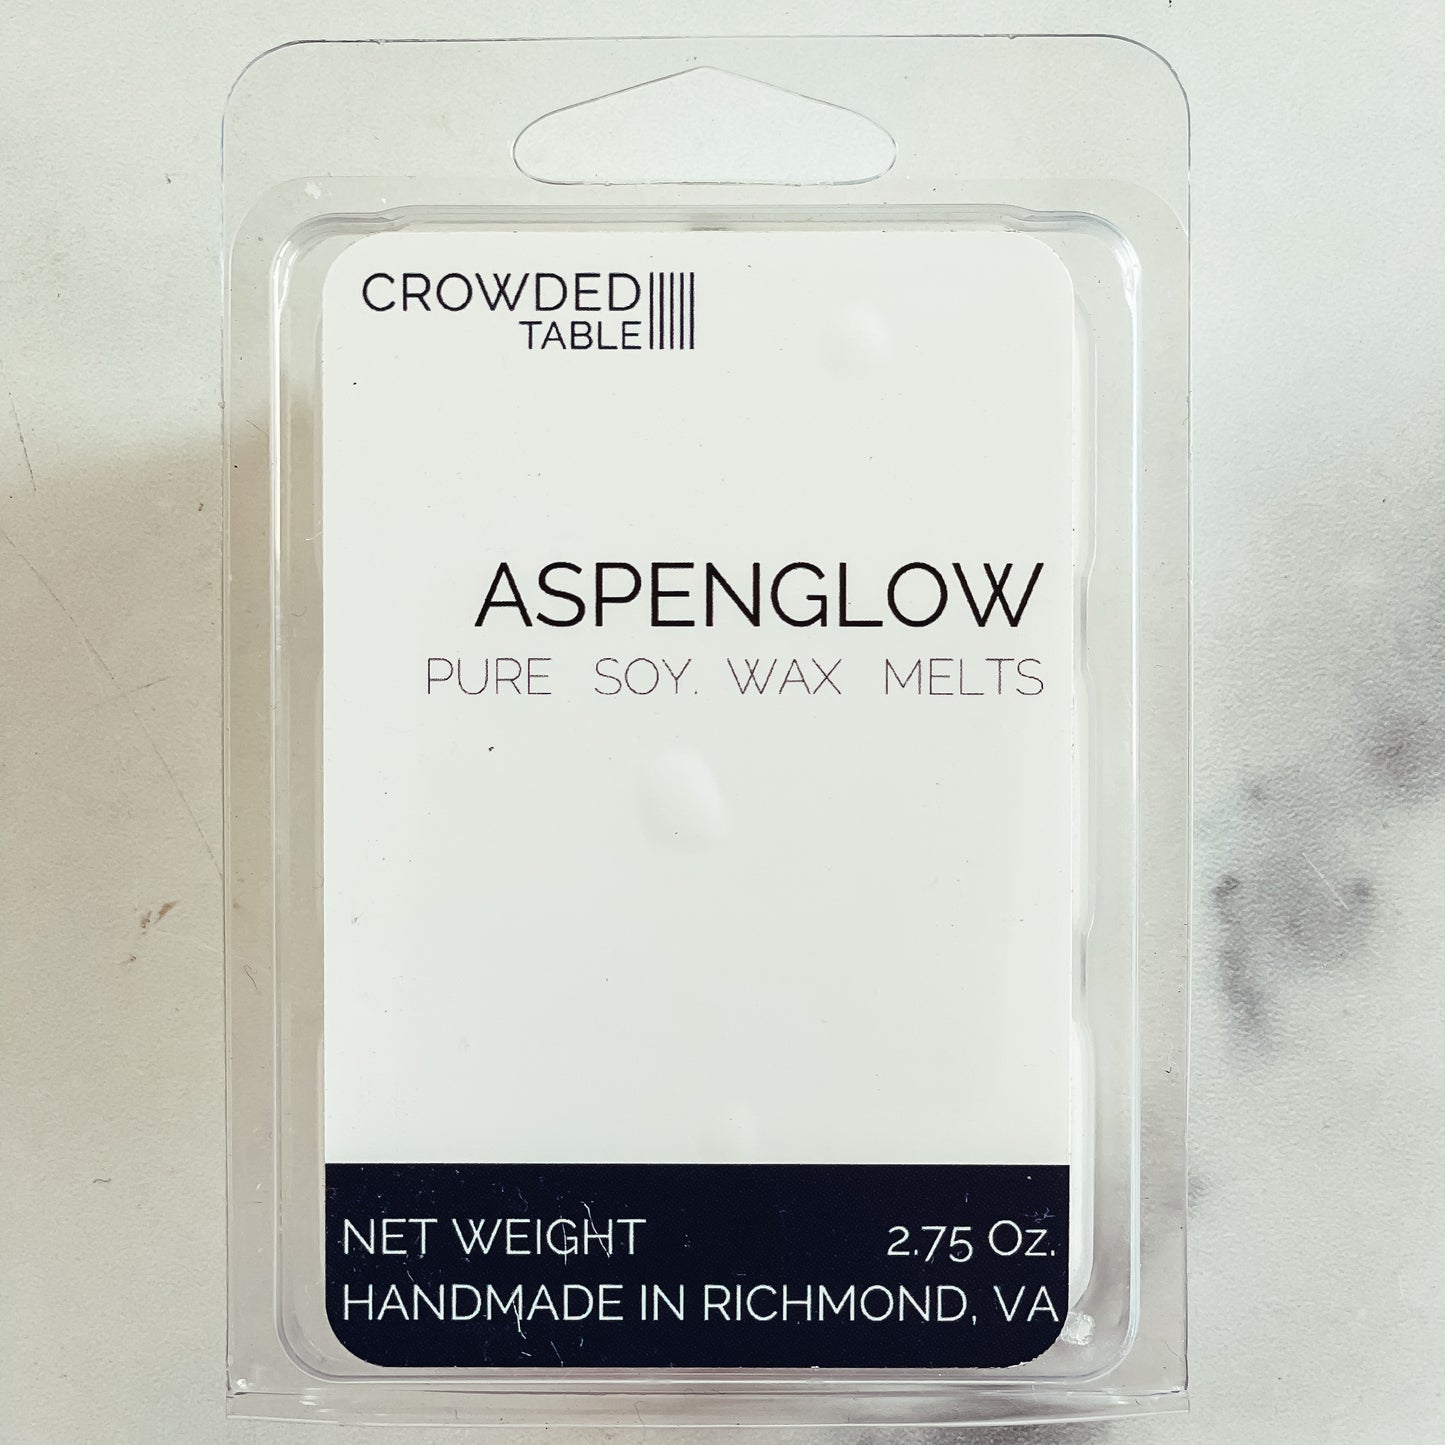 CROWDED
TABLE
ASPENGLOW
PURE SOY. WAX MELTS
NET WEIGHT 2.75 Oz.
HANDMADE IN RICHMOND, VA